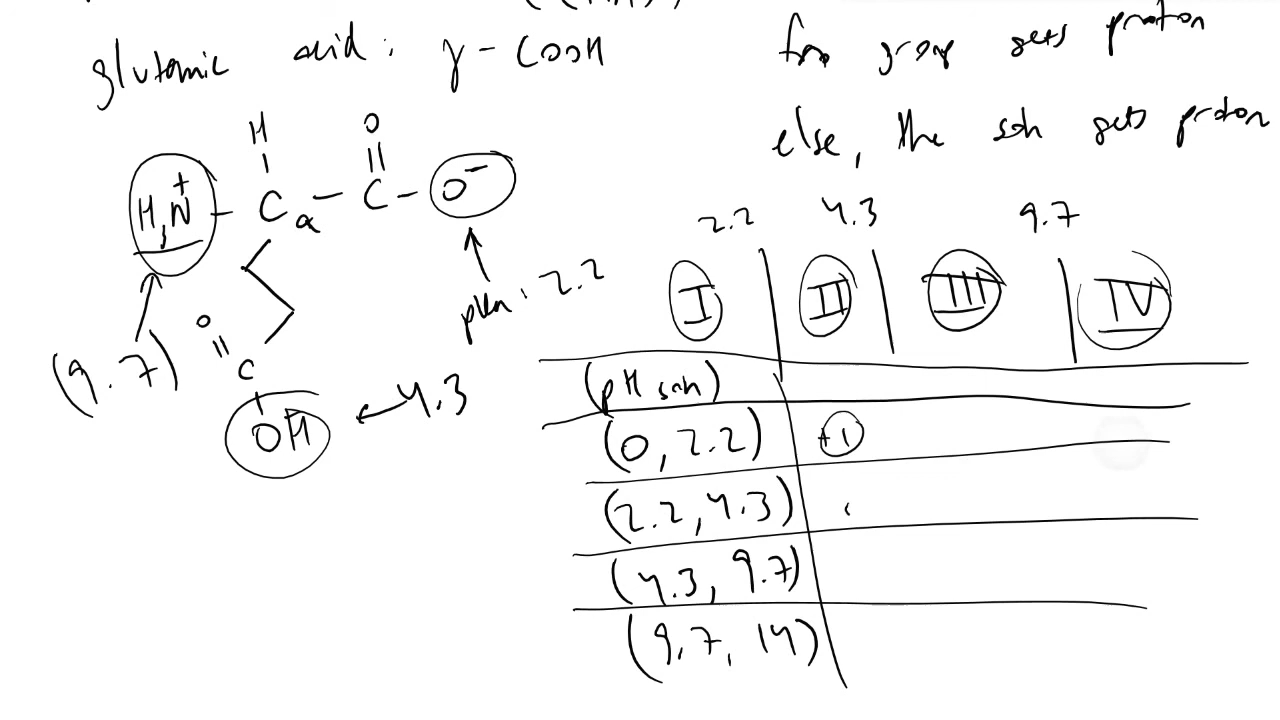 glutamic acid : γ - COOH
group gets proton
else, the soln gets proton
H O
||
H3N+ - Cα - C - O-
pKa : 2.2
(9.7)
O
||
C
OH ← 4.3
2.2 4.3 9.7
I II III IV
(pH soln)
(0, 2.2) +1
(2.2, 4.3)
(4.3, 9.7)
(9.7, 14)